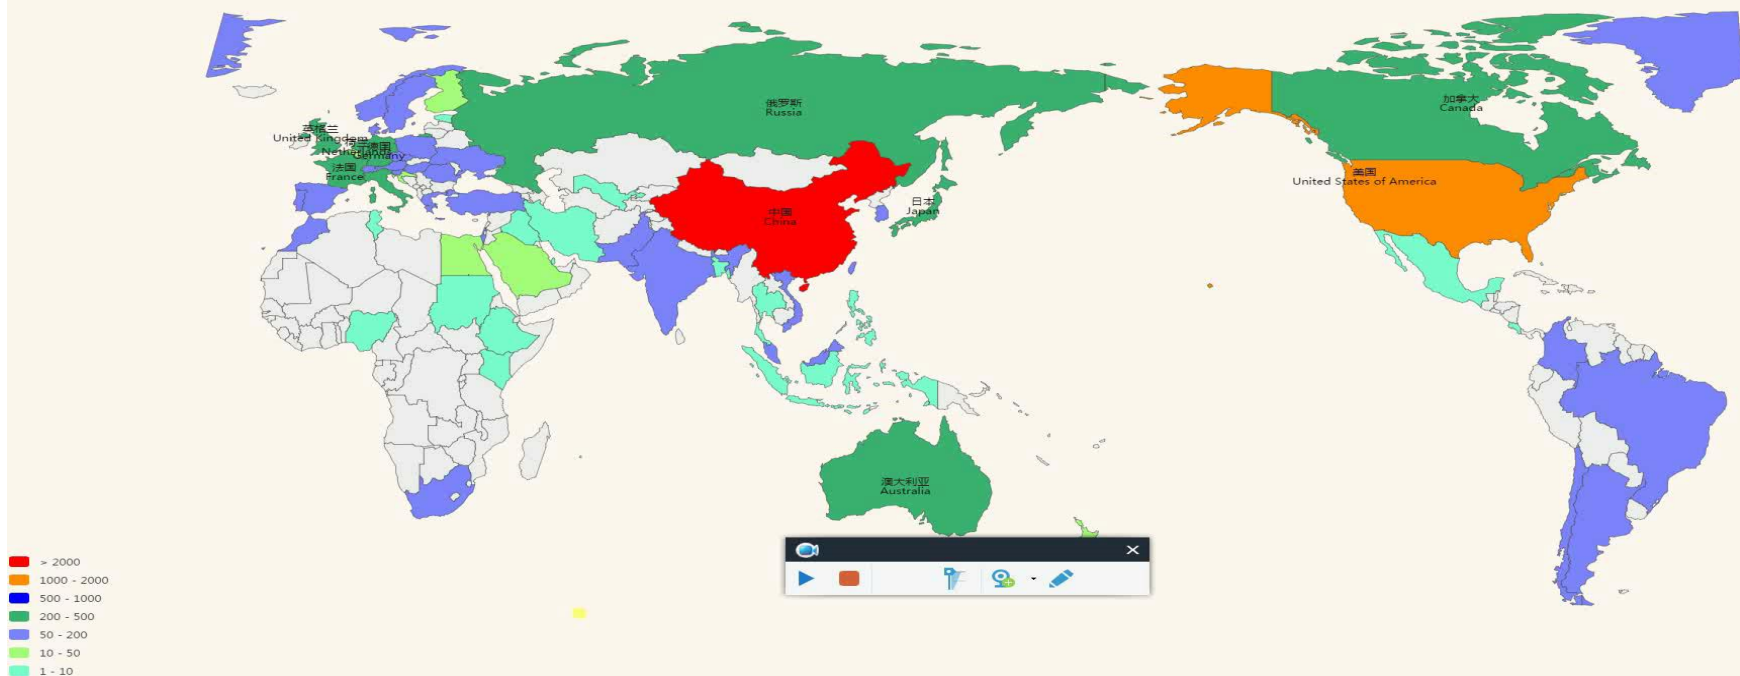 俄罗斯
Russia
加拿大
Canada
英格兰
United Kingdom
Netherlands
德国
Germany
法国
France
美国
United States of America
日本
Japan
中国
China
澳大利亚
Australia
> 2000
1000 - 2000
500 - 1000
200 - 500
50 - 200
10 - 50
1 - 10